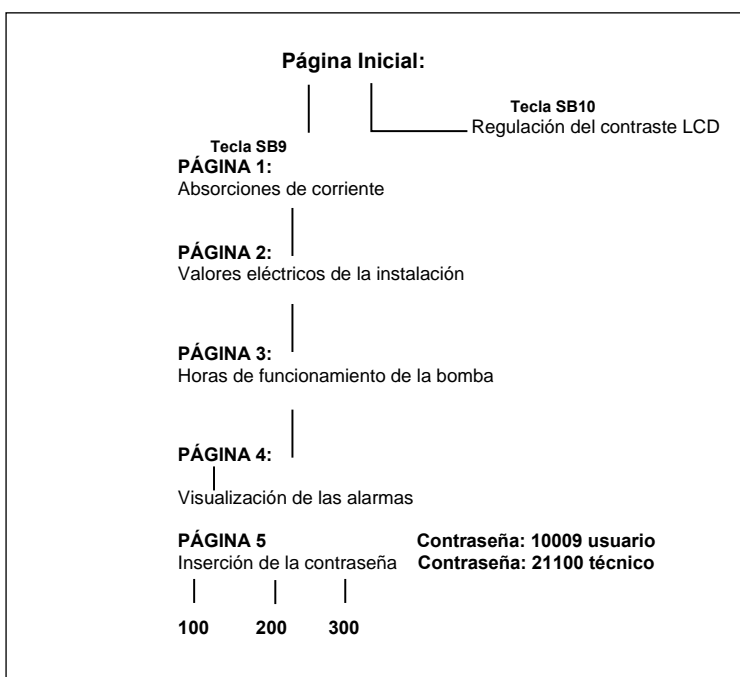 Página Inicial:
Tecla SB10
Regulación del contraste LCD
Tecla SB9
PÁGINA 1:
Absorciones de corriente
PÁGINA 2:
Valores eléctricos de la instalación
PÁGINA 3:
Horas de funcionamiento de la bomba
PÁGINA 4:
Visualización de las alarmas
PÁGINA 5 Contraseña: 10009 usuario
Inserción de la contraseña Contraseña: 21100 técnico
100 200 300